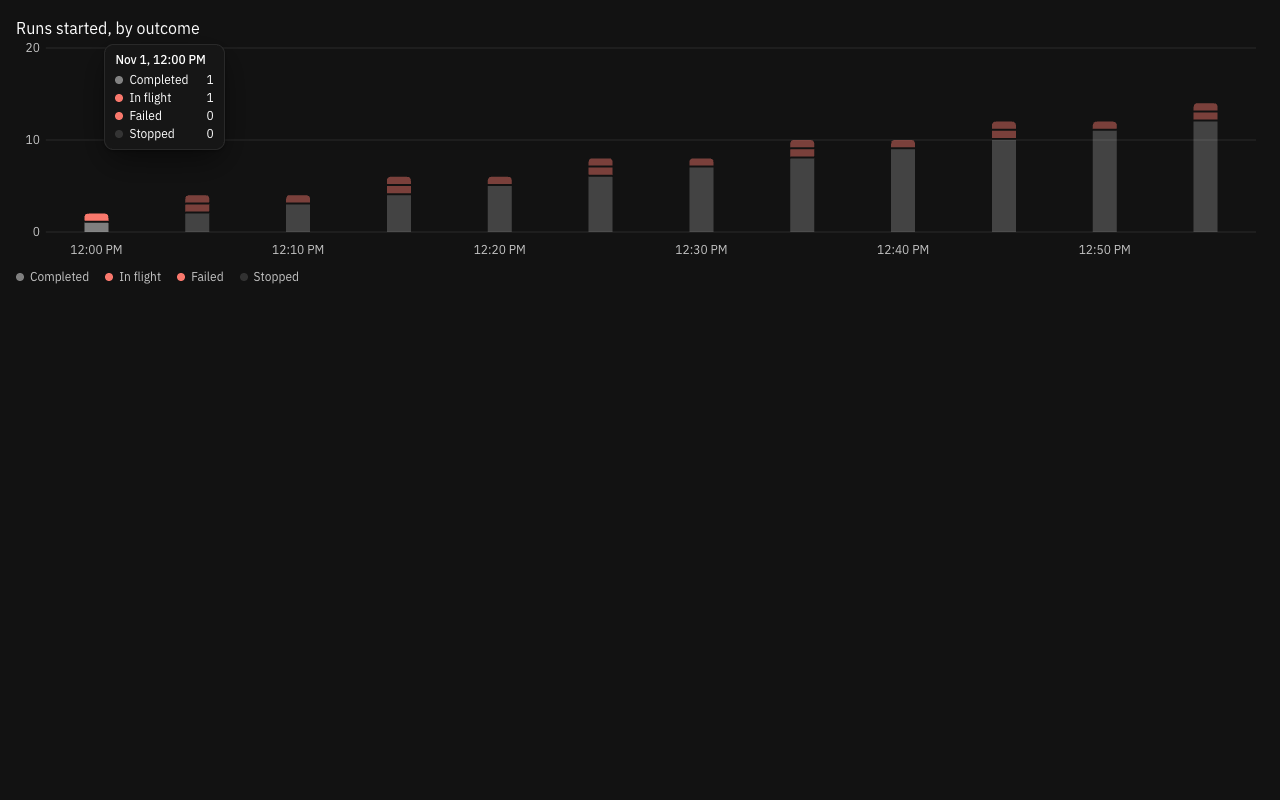 Runs started, by outcome
20
Nov 1, 12:00 PM
Completed 1
In flight 1
Failed 0
Stopped 0
10
0
12:00 PM 12:10 PM 12:20 PM 12:30 PM 12:40 PM 12:50 PM
Completed In flight Failed Stopped